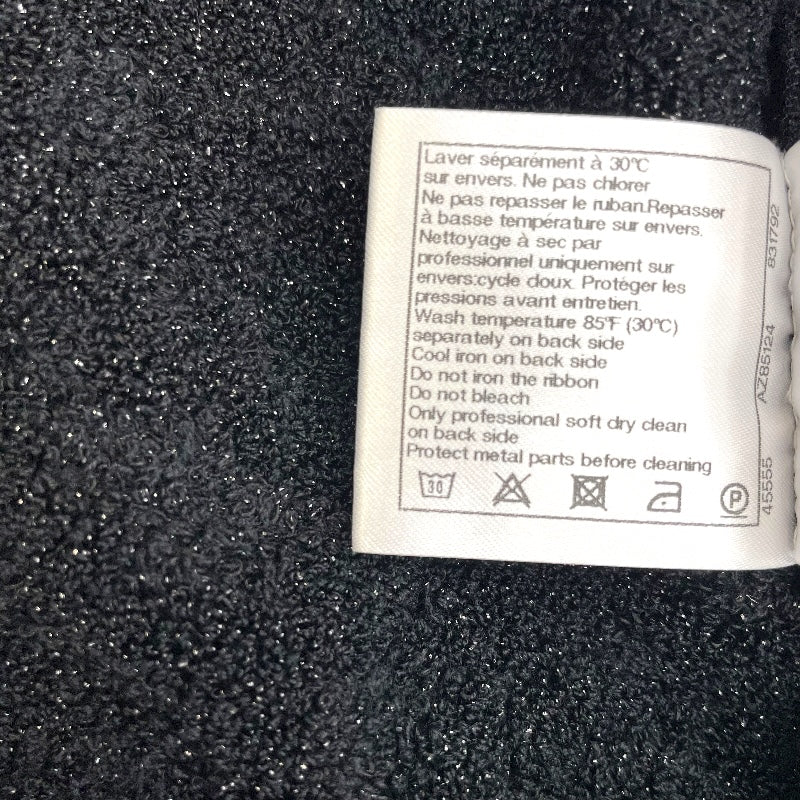 Laver séparément à 30°C
sur envers. Ne pas chlorer
Ne pas repasser le ruban.Repasser
à basse température sur envers.
Nettoyage à sec par
professionnel uniquement sur
envers:cycle doux. Protéger les
pressions avant entretien.
Wash temperature 85°F (30°C)
separately on back side
Cool iron on back side
Do not iron the ribbon
Do not bleach
Only professional soft dry clean
on back side
Protect metal parts before cleaning
30
P
45555
AZ85124
831792